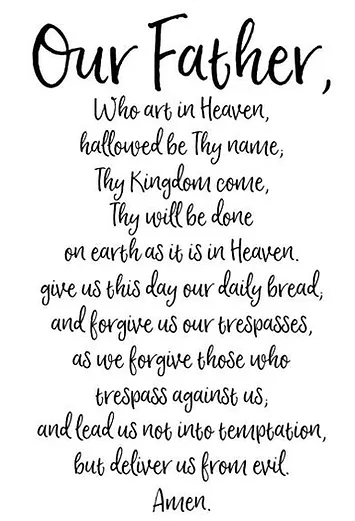 Our Father,
Who art in Heaven,
hallowed be Thy name;
Thy Kingdom come,
Thy will be done
on earth as it is in Heaven.
give us this day our daily bread;
and forgive us our trespasses,
as we forgive those who
trespass against us;
and lead us not into temptation,
but deliver us from evil.
Amen.